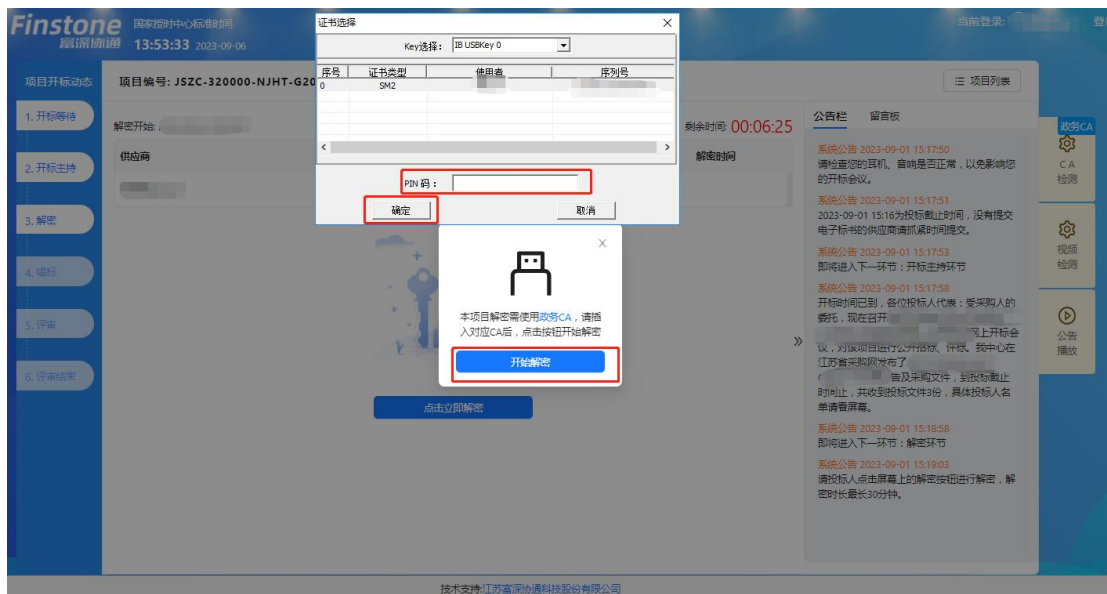 Finstone
富深协通
国家授时中心标准时间
13:53:33 2023-09-06
当前登录:
登
证书选择
Key选择：
IB USBKey 0
序号 证书类型 使用者 序列号
0 SM2
PIN 码：
确定 取消
项目开标动态
1. 开标等待
2. 开标主持
3. 解密
4. 唱标
5. 评审
6. 评审结果
项目编号: JSZC-320000-NJHT-G20
项目列表
解密开始:
剩余时间: 00:06:25
供应商
解密时间
本项目解密需使用政务CA，请插
入对应CA后，点击按钮开始解密
开始解密
点击立即解密
公告栏 留言板
系统公告 2023-09-01 15:17:50
请检查您的耳机、音响是否正常，以免影响您
的开标会议。
系统公告 2023-09-01 15:17:51
2023-09-01 15:16为投标截止时间，没有提交
电子标书的供应商请抓紧时间提交。
系统公告 2023-09-01 15:17:53
即将进入下一环节：开标主持环节
系统公告 2023-09-01 15:17:58
开标时间已到，各位投标人代表：受采购人的
委托，现在召开
网上开标会
议，对该项目进行公开招标、评标。我中心在
江苏省采购网发布了
告及采购文件，到投标截止
时间止，共收到投标文件3份，具体投标人名
单请看屏幕。
系统公告 2023-09-01 15:18:58
即将进入下一环节：解密环节
系统公告 2023-09-01 15:19:03
请投标人点击屏幕上的解密按钮进行解密，解
密时长最长30分钟。
政务CA
CA
检测
视频
检测
公告
播放
技术支持:江苏富深协通科技股份有限公司